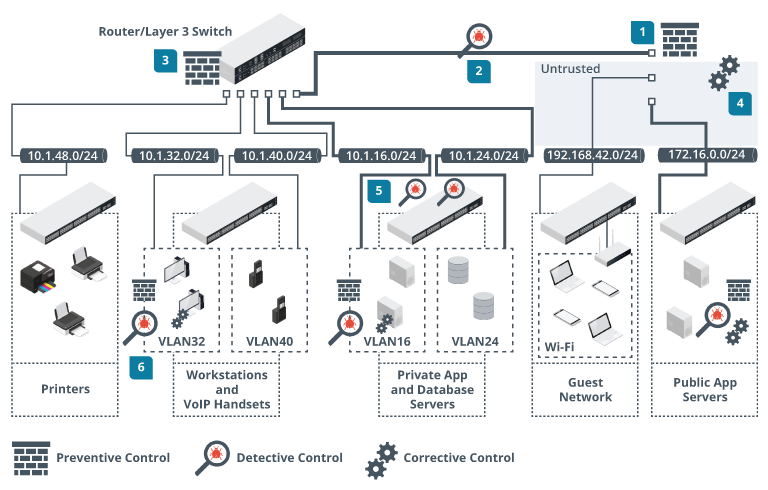 Router/Layer 3 Switch
1
2
3
Untrusted
4
10.1.48.0/24
10.1.32.0/24
10.1.40.0/24
10.1.16.0/24
10.1.24.0/24
192.168.42.0/24
172.16.0.0/24
5
VLAN32
VLAN40
VLAN16
VLAN24
Wi-Fi
6
Printers
Workstations
and
VoIP Handsets
Private App
and Database
Servers
Guest
Network
Public App
Servers
Preventive Control
Detective Control
Corrective Control